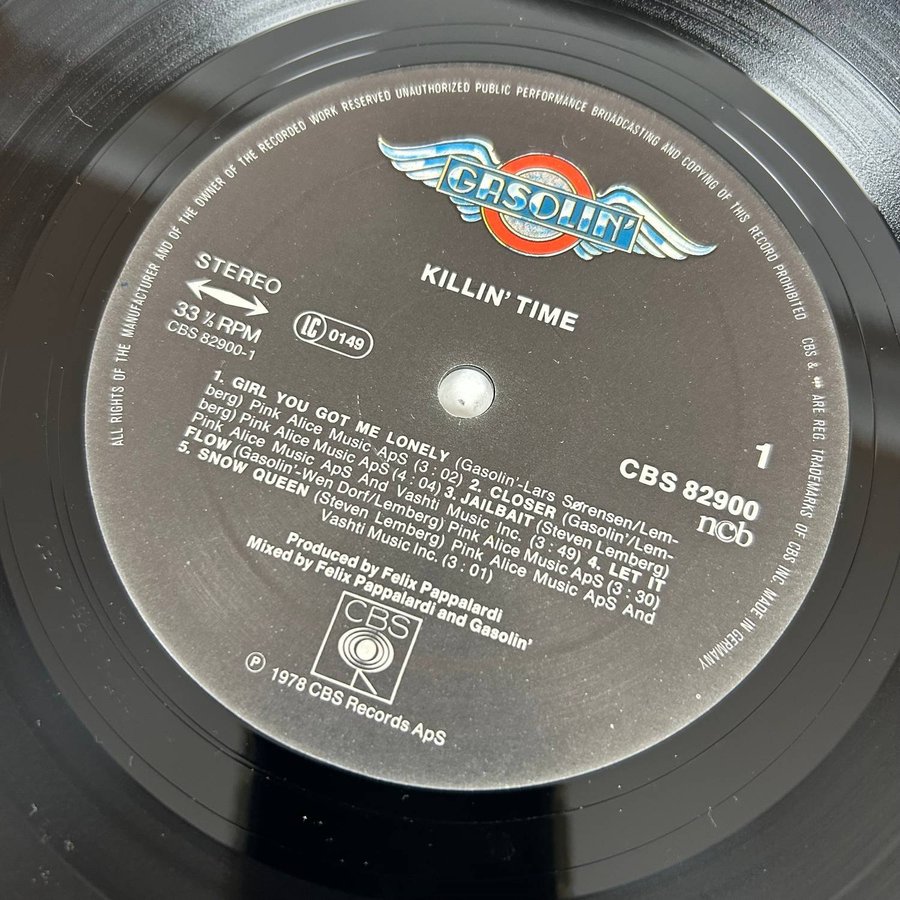 ALL RIGHTS OF THE MANUFACTURER AND OF THE OWNER OF THE RECORDED WORK RESERVED UNAUTHORIZED PUBLIC PERFORMANCE BROADCASTING AND COPYING OF THIS RECORD PROHIBITED CBS & ARE REG. TRADEMARKS OF CBS INC. MADE IN GERMANY
GASOLIN'
KILLIN' TIME
STEREO
33 ⅓ RPM
CBS 82900-1
LC 0149
1
CBS 82900
ncb
1. GIRL YOU GOT ME LONELY (Gasolin'-Lars Sørensen/Lem-
berg) Pink Alice Music ApS (3 : 02) 2. CLOSER (Gasolin'/Lem-
berg) Pink Alice Music ApS (4 : 04) 3. JAILBAIT (Steven Lemberg)
Pink Alice Music ApS And Vashti Music Inc. (3 : 49) 4. LET IT
FLOW (Gasolin'-Wen Dorf/Lemberg) Pink Alice Music ApS (3 : 30)
5. SNOW QUEEN (Steven Lemberg) Pink Alice Music ApS And
Vashti Music Inc. (3 : 01)
Produced by Felix Pappalardi
Mixed by Felix Pappalardi and Gasolin'
CBS
℗ 1978 CBS Records ApS